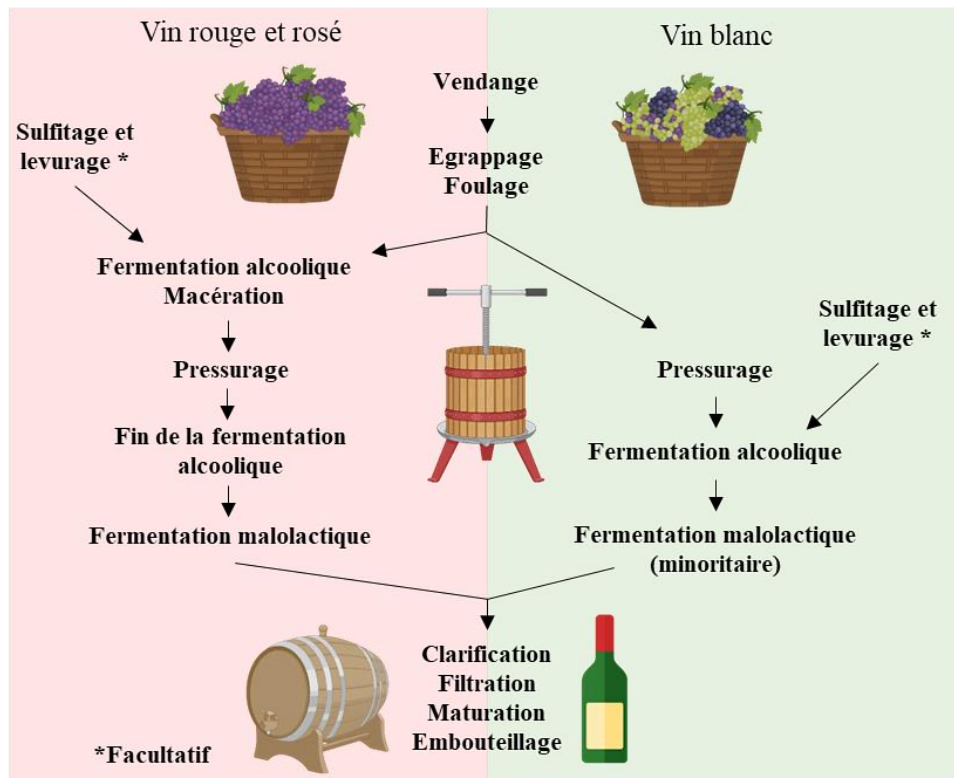 Vin rouge et rosé
Vin blanc
Vendange
Sulfitage et
levurage *
Egrappage
Foulage
Fermentation alcoolique
Macération
Sulfitage et
levurage *
Pressurage
Pressurage
Fin de la fermentation
alcoolique
Fermentation alcoolique
Fermentation malolactique
Fermentation malolactique
(minoritaire)
Clarification
Filtration
Maturation
Embouteillage
*Facultatif